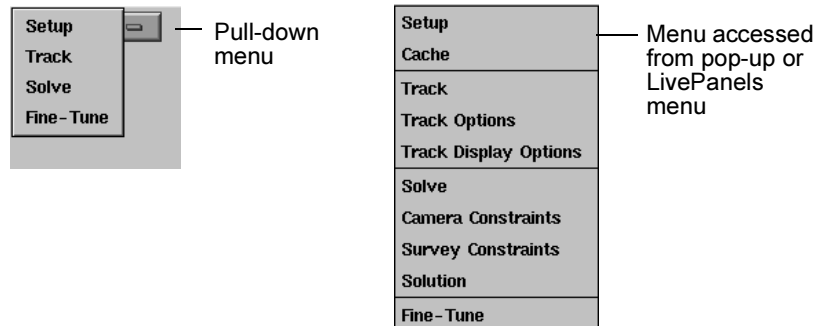 Setup
Track
Solve
Fine-Tune
Pull-down
menu
Setup
Cache
Track
Track Options
Track Display Options
Solve
Camera Constraints
Survey Constraints
Solution
Fine-Tune
Menu accessed
from pop-up or
LivePanels
menu